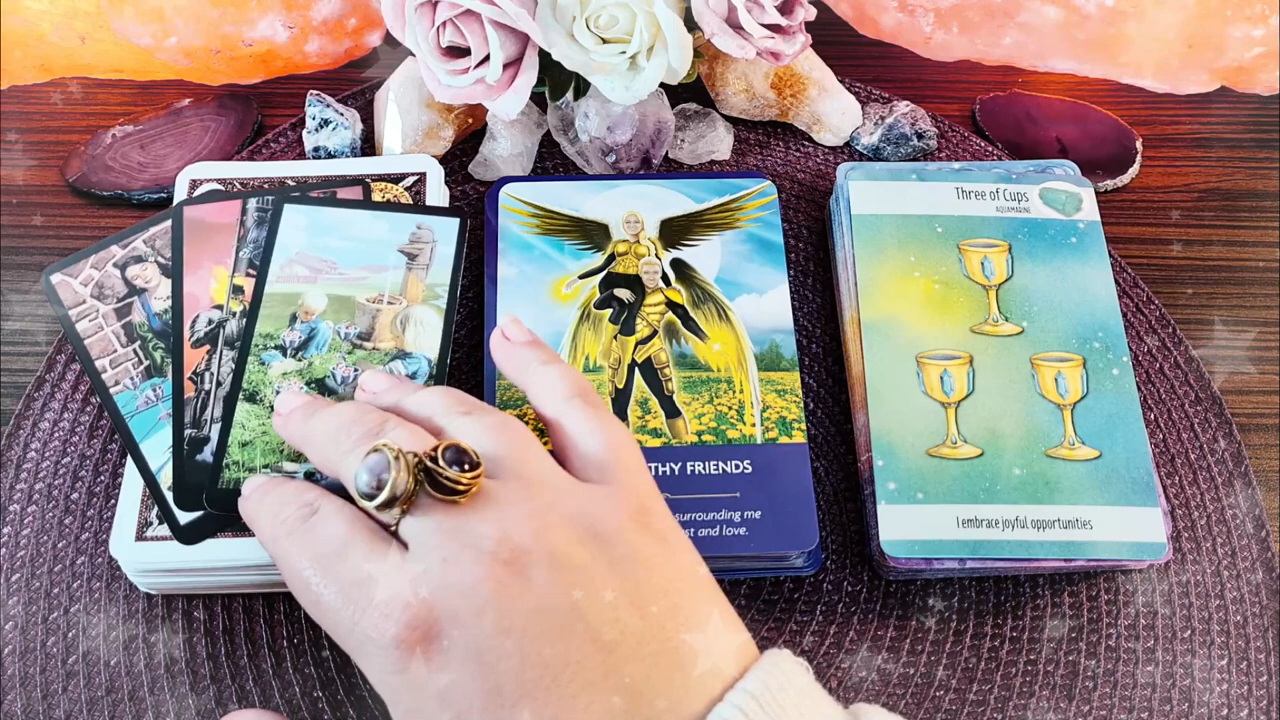 THY FRIENDS
surrounding me
st and love.
Three of Cups
AQUAMARINE
I embrace joyful opportunities